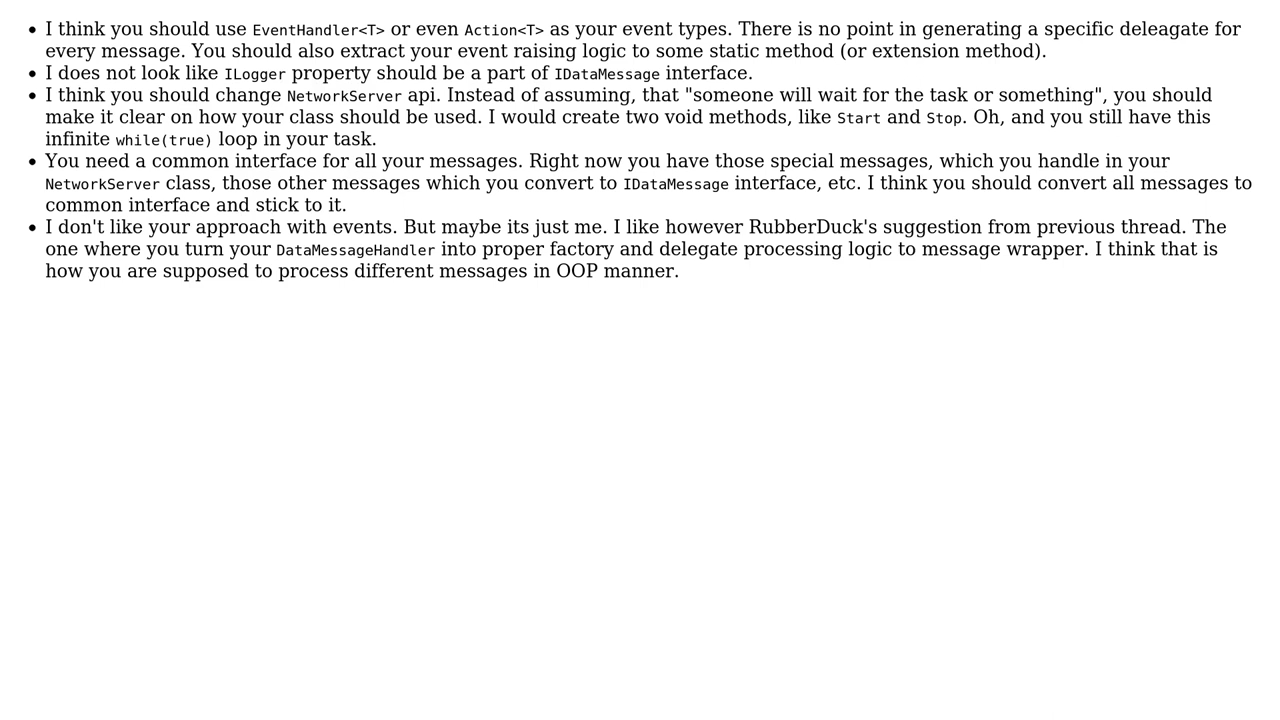 • I think you should use EventHandler<T> or even Action<T> as your event types. There is no point in generating a specific deleagate for
every message. You should also extract your event raising logic to some static method (or extension method).
• I does not look like ILogger property should be a part of IDataMessage interface.
• I think you should change NetworkServer api. Instead of assuming, that "someone will wait for the task or something", you should
make it clear on how your class should be used. I would create two void methods, like Start and Stop. Oh, and you still have this
infinite while(true) loop in your task.
• You need a common interface for all your messages. Right now you have those special messages, which you handle in your
NetworkServer class, those other messages which you convert to IDataMessage interface, etc. I think you should convert all messages to
common interface and stick to it.
• I don't like your approach with events. But maybe its just me. I like however RubberDuck's suggestion from previous thread. The
one where you turn your DataMessageHandler into proper factory and delegate processing logic to message wrapper. I think that is
how you are supposed to process different messages in OOP manner.